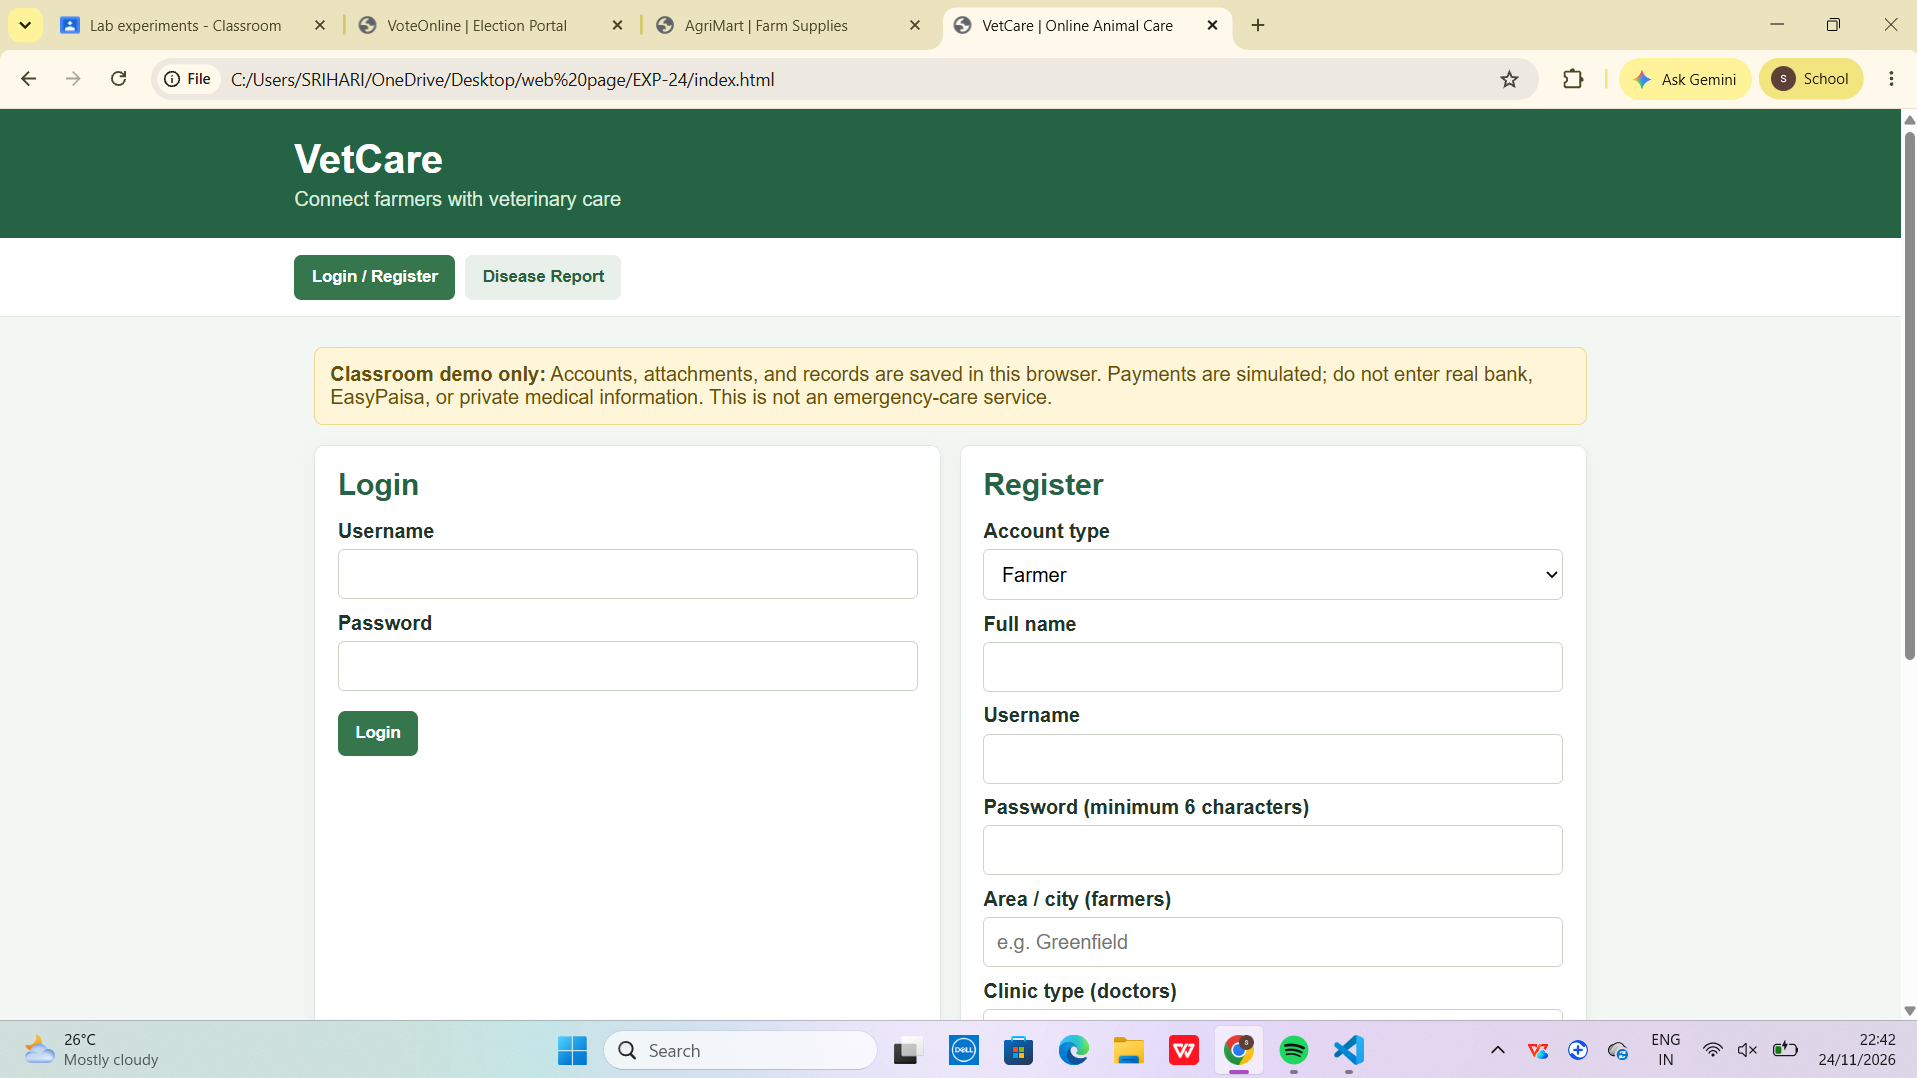 Lab experiments - Classroom
VoteOnline | Election Portal
AgriMart | Farm Supplies
VetCare | Online Animal Care
File
C:/Users/SRIHARI/OneDrive/Desktop/web%20page/EXP-24/index.html
Ask Gemini
S
School
VetCare
Connect farmers with veterinary care
Login / Register
Disease Report
Classroom demo only: Accounts, attachments, and records are saved in this browser. Payments are simulated; do not enter real bank,
EasyPaisa, or private medical information. This is not an emergency-care service.
Login
Username
Password
Login
Register
Account type
Farmer
Full name
Username
Password (minimum 6 characters)
Area / city (farmers)
e.g. Greenfield
Clinic type (doctors)
26°C
Mostly cloudy
Search
DELL
W
S
ENG
IN
22:42
24/11/2026